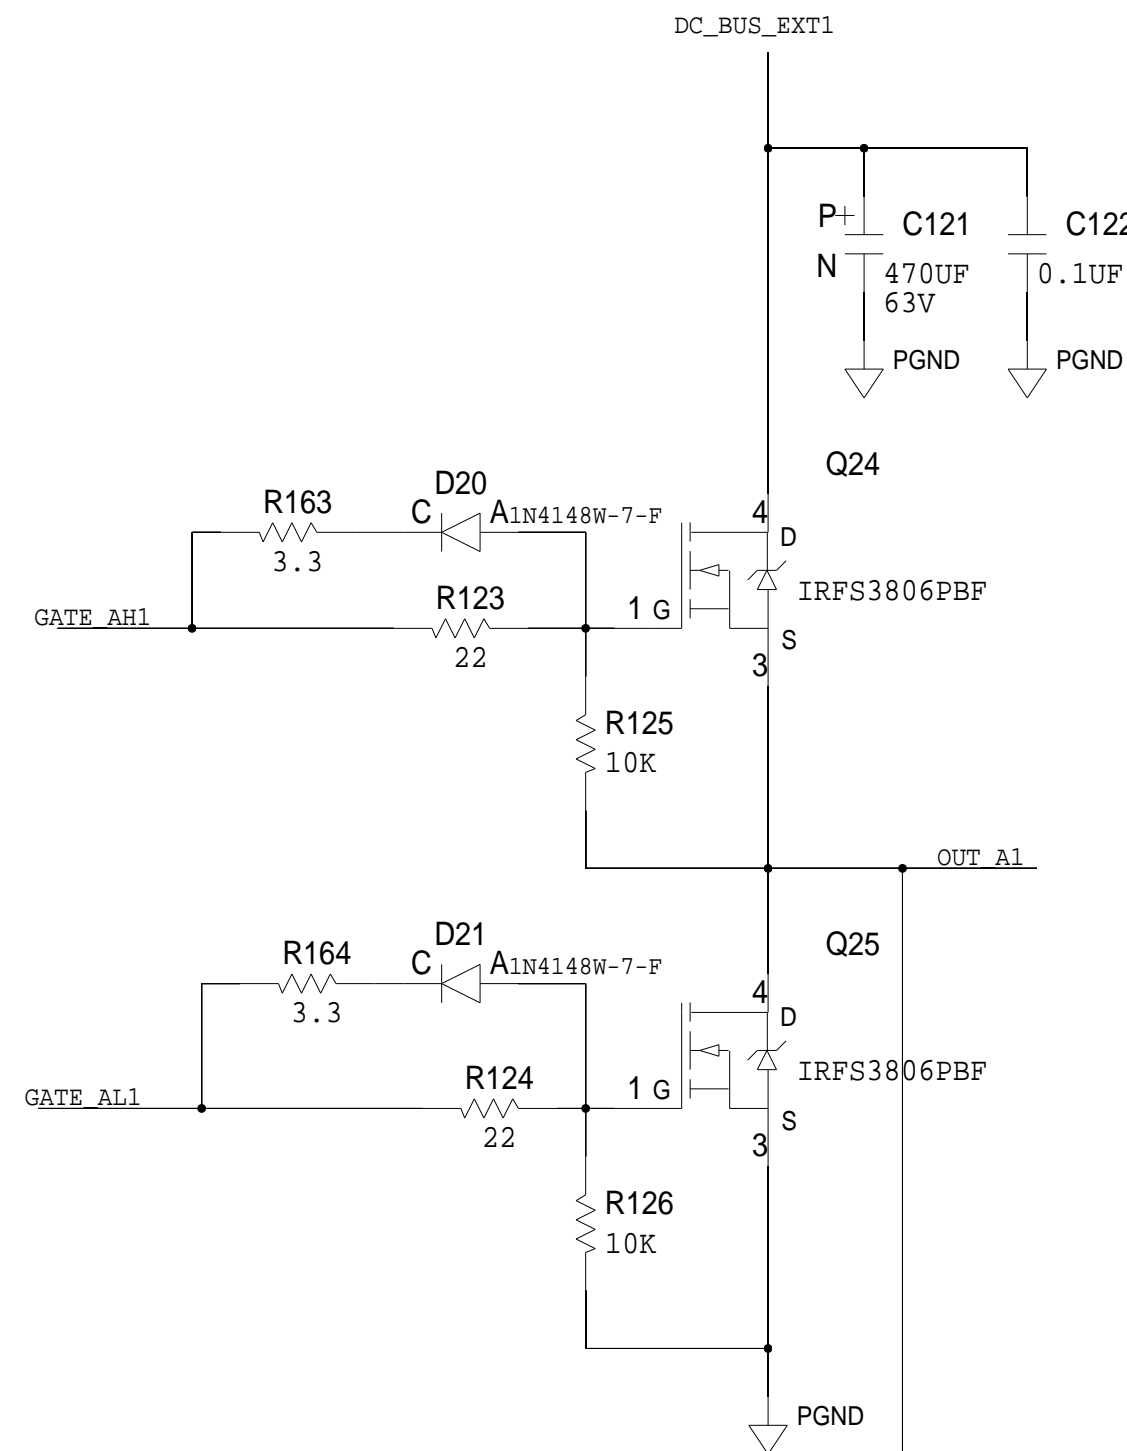 DC_BUS_EXT1
P+ C121 C122
N 470UF 0.1UF
63V
PGND PGND
Q24
D20
R163 C A 1N4148W-7-F 4
3.3 D
R123 IRFS3806PBF
GATE_AH1 1 G
22 S
3
R125
10K
OUT_A1
D21 Q25
R164 C A 1N4148W-7-F
3.3 4
D
R124 IRFS3806PBF
GATE_AL1 1 G
22 S
3
R126
10K
PGND